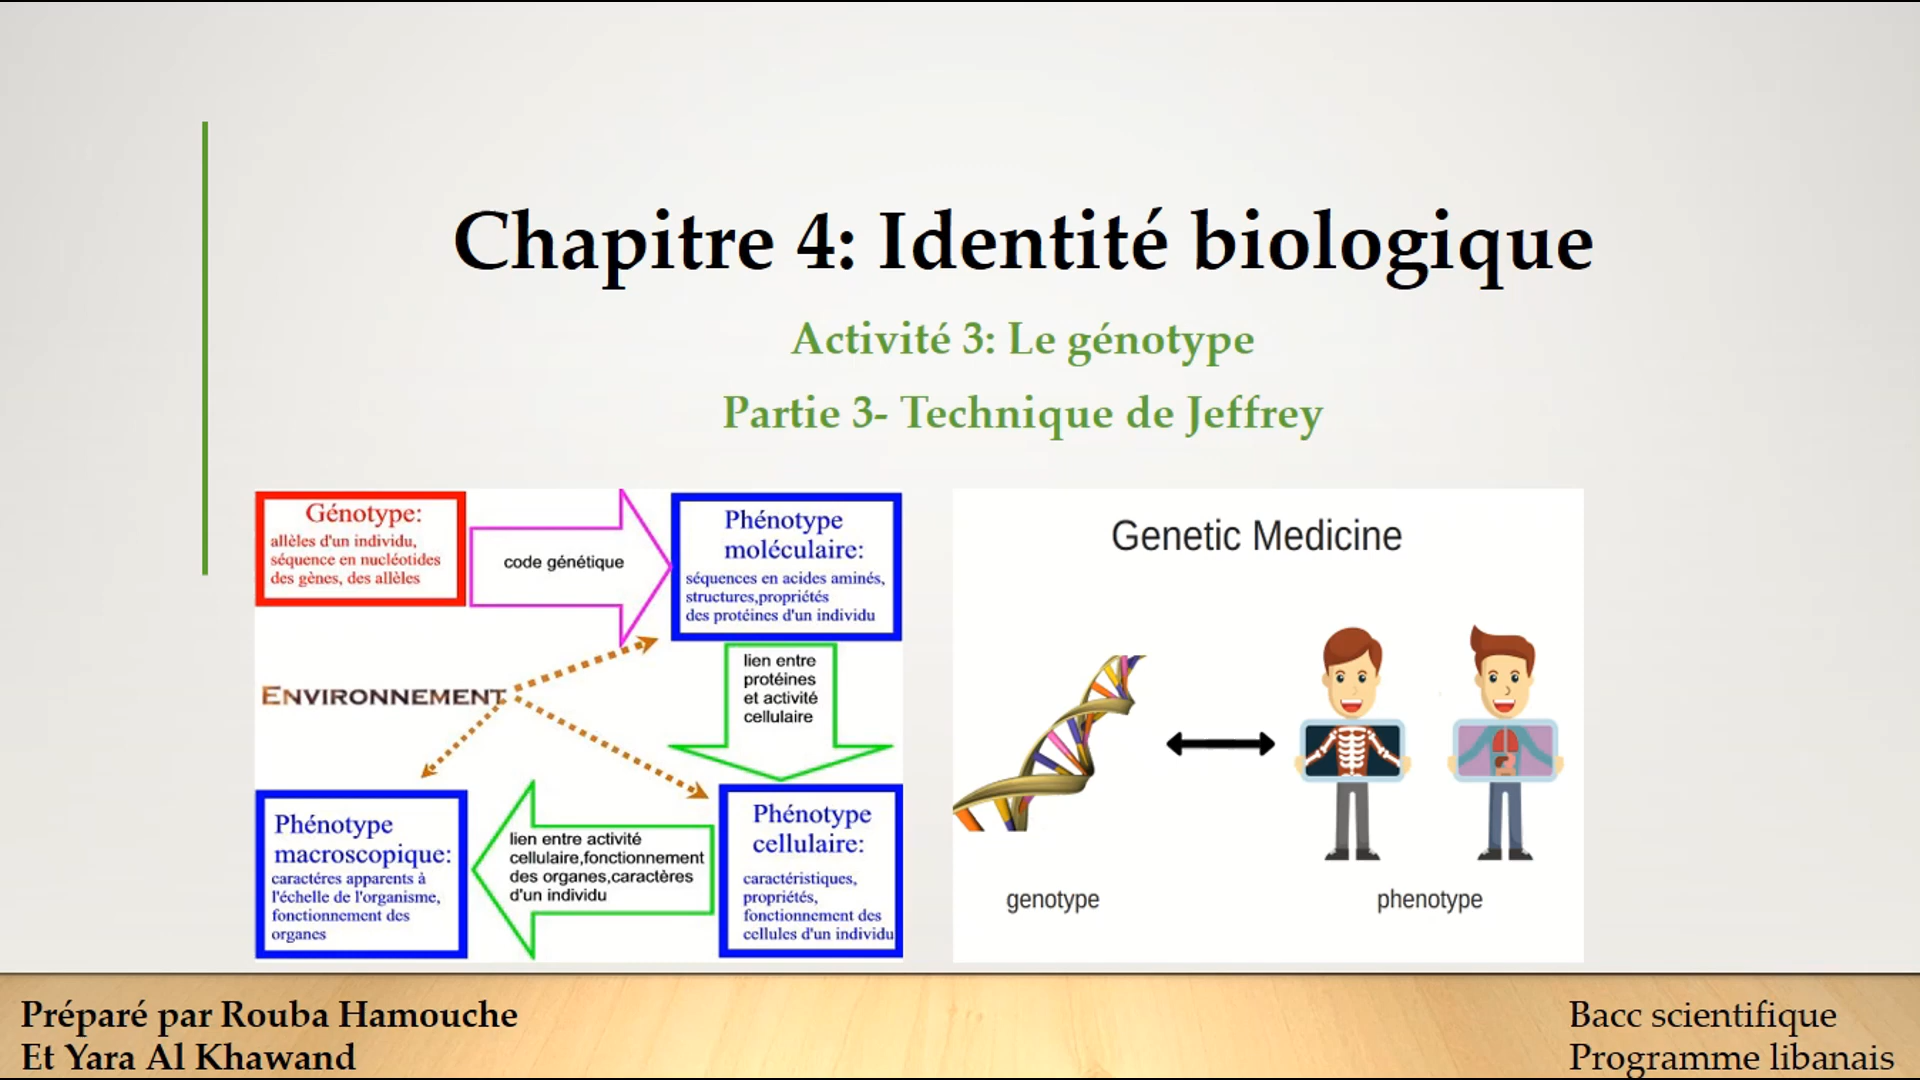 Chapitre 4: Identité biologique
Activité 3: Le génotype
Partie 3- Technique de Jeffrey
Génotype:
allèles d'un individu,
séquence en nucléotides
des gènes, des allèles
code génétique
Phénotype
moléculaire:
séquences en acides aminés,
structures,propriétés
des protéines d'un individu
ENVIRONNEMENT
lien entre
protéines
et activité
cellulaire
Phénotype
macroscopique:
caractéres apparents à
l'échelle de l'organisme,
fonctionnement des
organes
lien entre activité
cellulaire,fonctionnement
des organes,caractères
d'un individu
Phénotype
cellulaire:
caractéristiques,
propriétés,
fonctionnement des
cellules d'un individu
Genetic Medicine
genotype
phenotype
Préparé par Rouba Hamouche
Et Yara Al Khawand
Bacc scientifique
Programme libanais